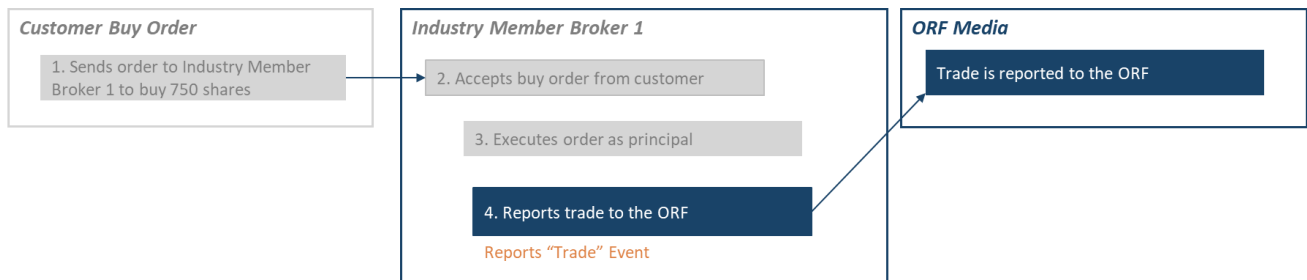 Customer Buy Order
1. Sends order to Industry Member
Broker 1 to buy 750 shares
Industry Member Broker 1
2. Accepts buy order from customer
3. Executes order as principal
4. Reports trade to the ORF
Reports “Trade” Event
ORF Media
Trade is reported to the ORF